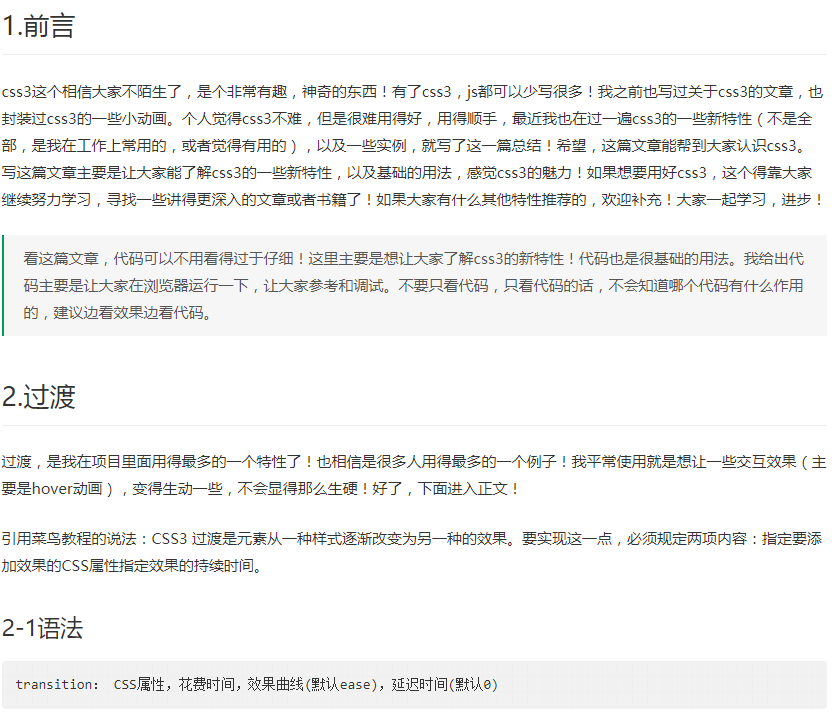 1.前言
css3这个相信大家不陌生了，是个非常有趣，神奇的东西！有了css3，js都可以少写很多！我之前也写过关于css3的文章，也
封装过css3的一些小动画。个人觉得css3不难，但是很难用得好，用得顺手，最近我也在过一遍css3的一些新特性（不是全
部，是我在工作上常用的，或者觉得有用的），以及一些实例，就写了这一篇总结！希望，这篇文章能帮到大家认识css3。
写这篇文章主要是让大家能了解css3的一些新特性，以及基础的用法，感觉css3的魅力！如果想要用好css3，这个得靠大家
继续努力学习，寻找一些讲得更深入的文章或者书籍了！如果大家有什么其他特性推荐的，欢迎补充！大家一起学习，进步！
看这篇文章，代码可以不用看得过于仔细！这里主要是想让大家了解css3的新特性！代码也是很基础的用法。我给出代
码主要是让大家在浏览器运行一下，让大家参考和调试。不要只看代码，只看代码的话，不会知道哪个代码有什么作用
的，建议边看效果边看代码。
2.过渡
过渡，是我在项目里面用得最多的一个特性了！也相信是很多人用得最多的一个例子！我平常使用就是想让一些交互效果（主
要是hover动画），变得生动一些，不会显得那么生硬！好了，下面进入正文！
引用菜鸟教程的说法：CSS3 过渡是元素从一种样式逐渐改变为另一种的效果。要实现这一点，必须规定两项内容：指定要添
加效果的CSS属性指定效果的持续时间。
2-1语法
transition： CSS属性，花费时间，效果曲线(默认ease)，延迟时间(默认0)